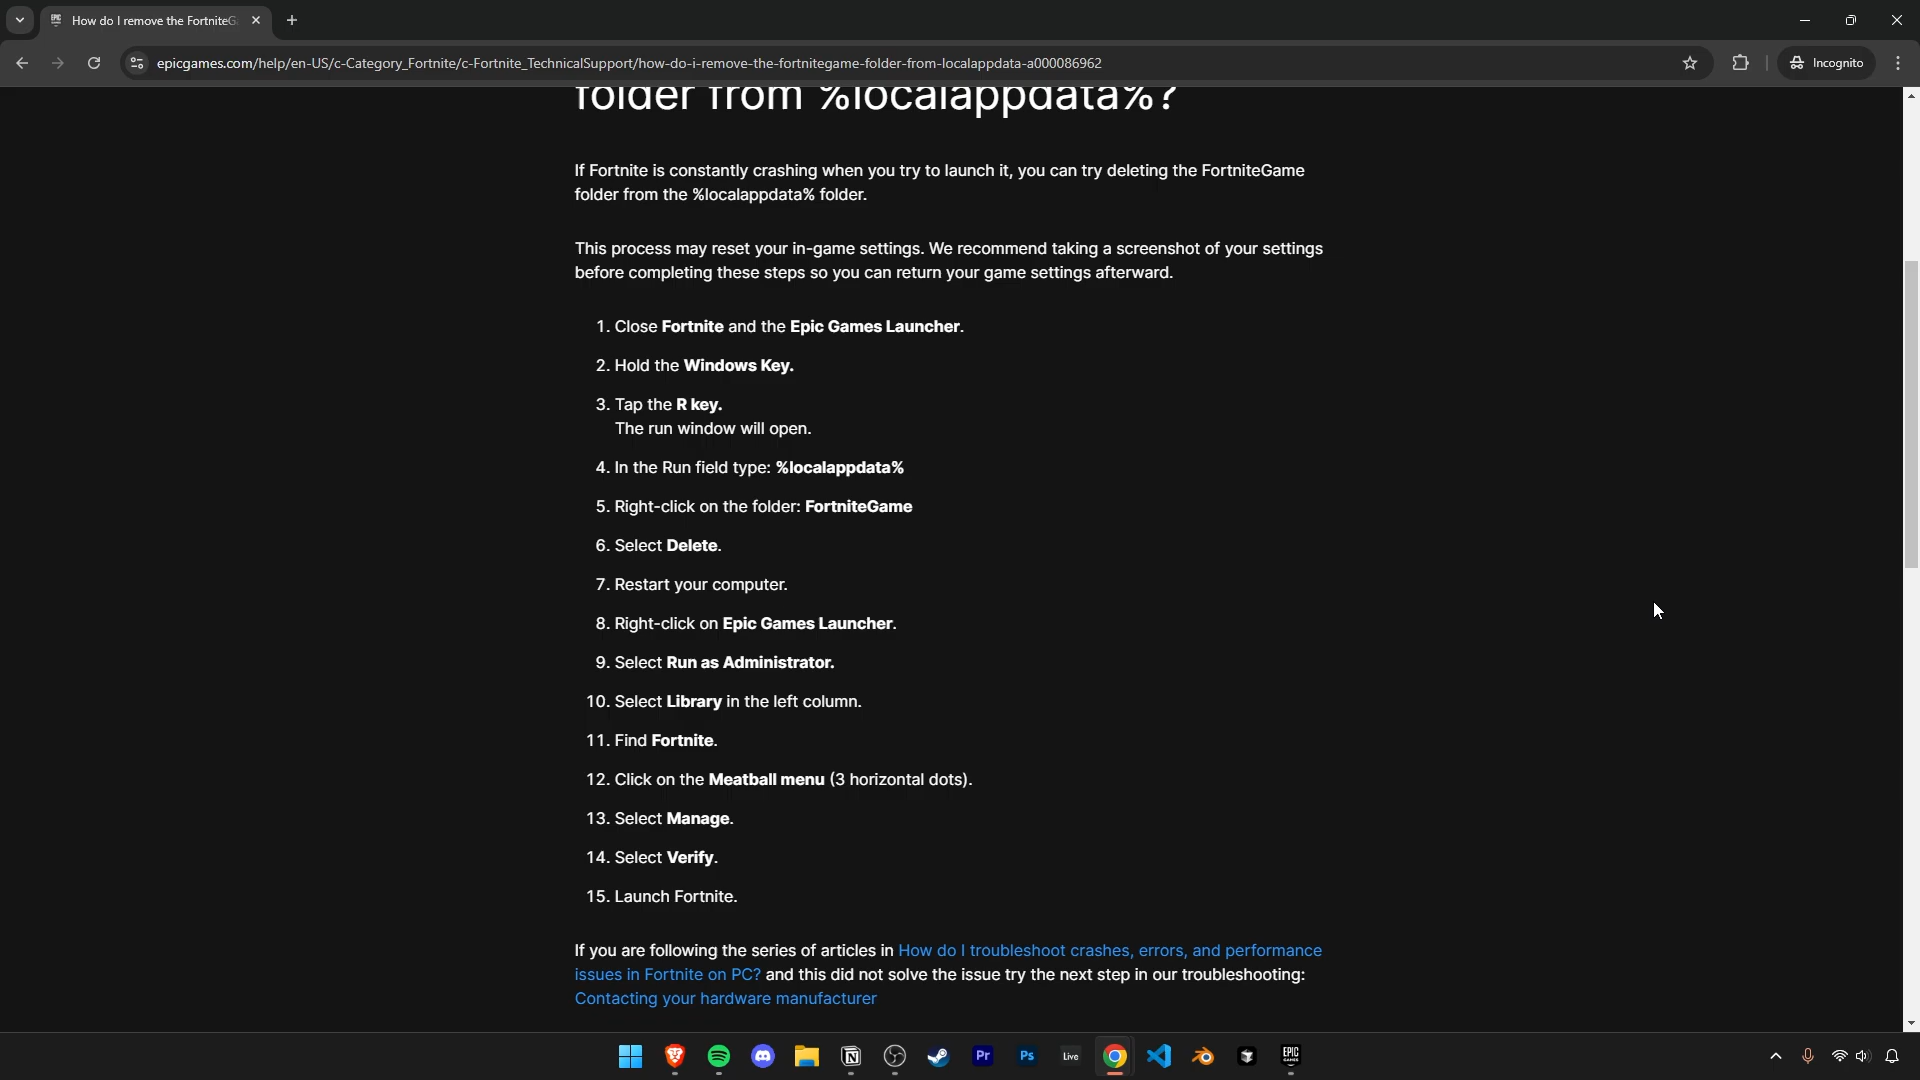 How do I remove the FortniteG
epicgames.com/help/en-US/c-Category_Fortnite/c-Fortnite_TechnicalSupport/how-do-i-remove-the-fortnitegame-folder-from-localappdata-a000086962
Incognito
folder from %localappdata%?
If Fortnite is constantly crashing when you try to launch it, you can try deleting the FortniteGame
folder from the %localappdata% folder.
This process may reset your in-game settings. We recommend taking a screenshot of your settings
before completing these steps so you can return your game settings afterward.
1. Close Fortnite and the Epic Games Launcher.
2. Hold the Windows Key.
3. Tap the R key.
The run window will open.
4. In the Run field type: %localappdata%
5. Right-click on the folder: FortniteGame
6. Select Delete.
7. Restart your computer.
8. Right-click on Epic Games Launcher.
9. Select Run as Administrator.
10. Select Library in the left column.
11. Find Fortnite.
12. Click on the Meatball menu (3 horizontal dots).
13. Select Manage.
14. Select Verify.
15. Launch Fortnite.
If you are following the series of articles in How do I troubleshoot crashes, errors, and performance
issues in Fortnite on PC? and this did not solve the issue try the next step in our troubleshooting:
Contacting your hardware manufacturer
Pr
Ps
Live
EPIC
GAMES